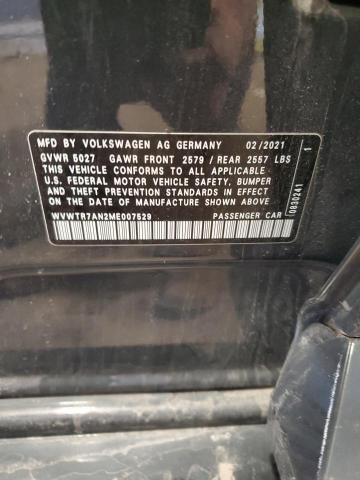 MFD BY VOLKSWAGEN AG GERMANY 02/2021
GVWR 5027 GAWR FRONT 2579 / REAR 2557 LBS
THIS VEHICLE CONFORMS TO ALL APPLICABLE
U.S. FEDERAL MOTOR VEHICLE SAFETY, BUMPER
AND THEFT PREVENTION STANDARDS IN EFFECT
ON THE DATE OF MANUFACTURE SHOWN ABOVE
WVWTR7AN2ME007529 PASSENGER CAR
0830241 1